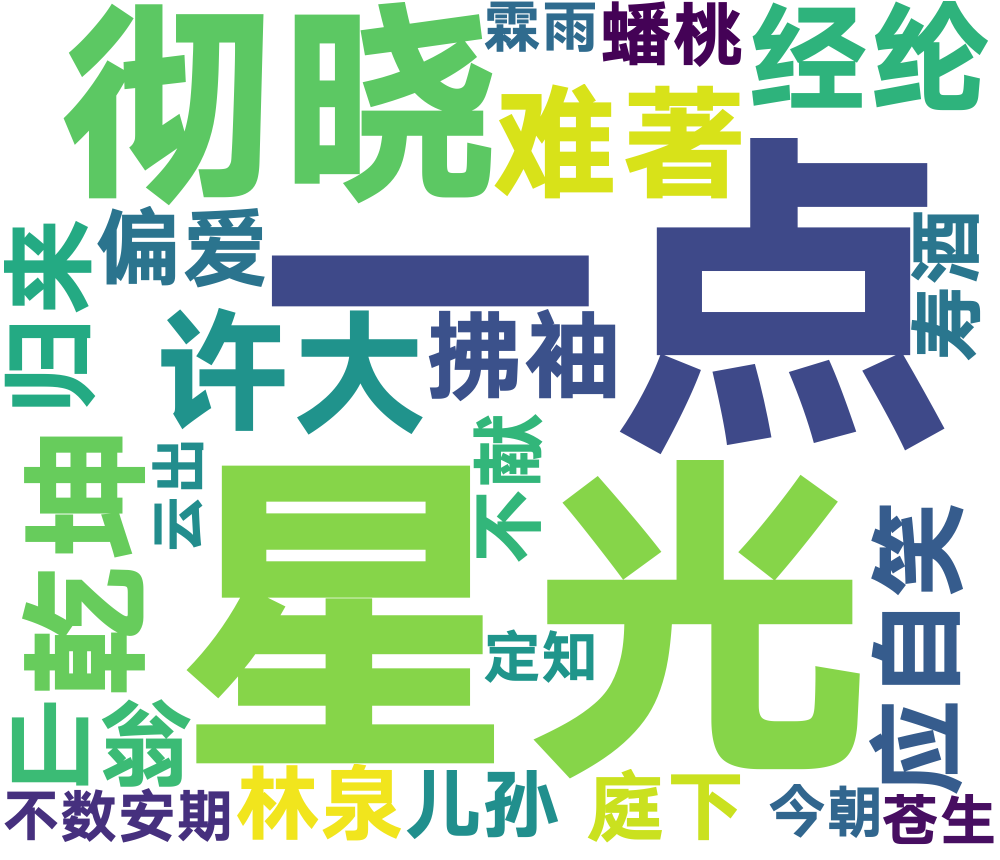 霖雨
蟠桃
经纶
彻晓
难著
一点
偏爱
归来
寿酒
许大
拂袖
乾坤
云出
不献
星光
应自笑
定知
巳翁
林泉
儿孙
庭下
今朝
不数安期
苍生